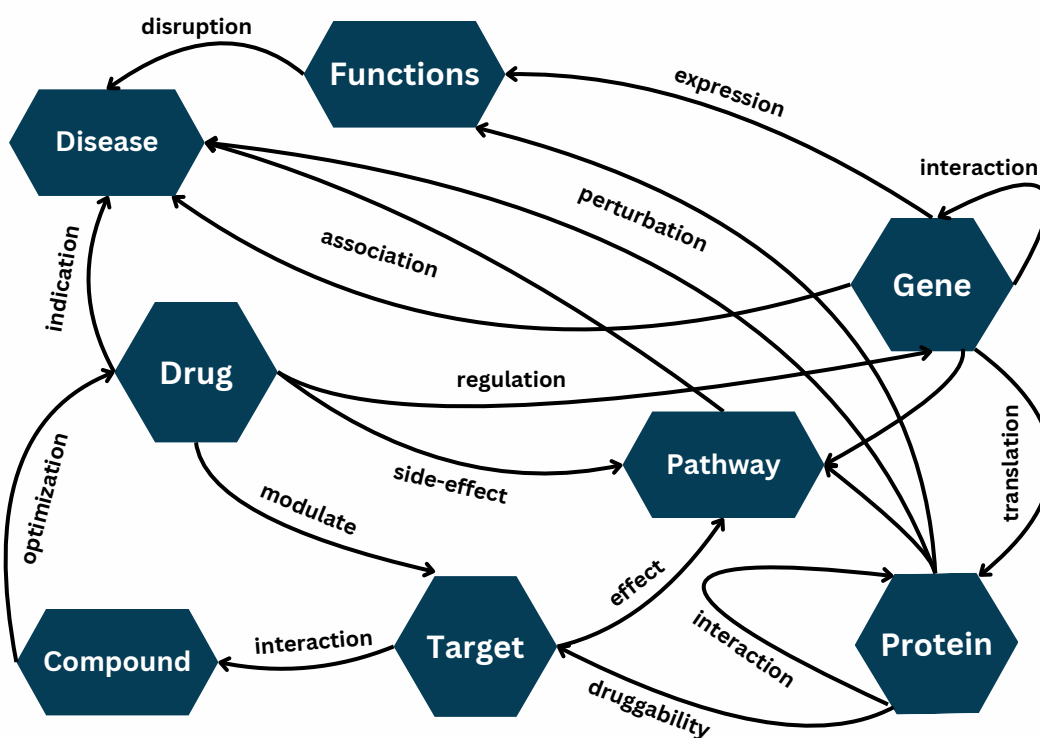 disruption
Functions
expression
Disease
interaction
perturbation
association
indication
Gene
Drug
regulation
translation
Pathway
side-effect
optimization
modulate
effect
interaction
Compound
interaction
Target
Protein
druggability